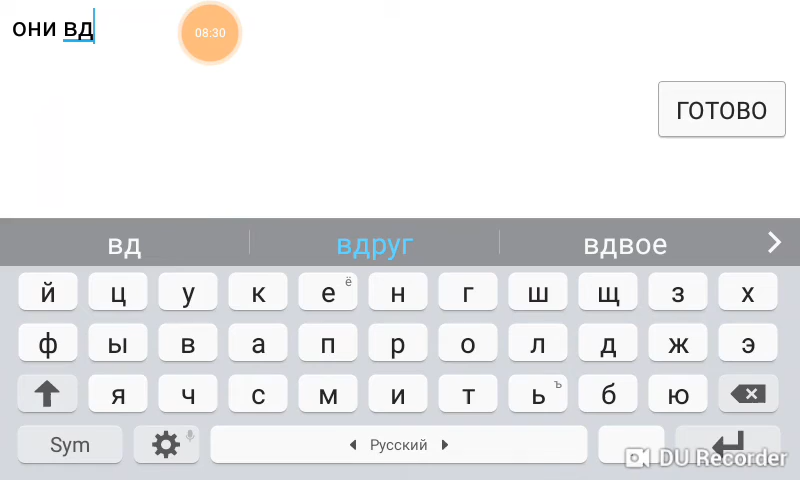 они вд
08:30
ГОТОВО
вд вдруг вдвое
й ц у к е ё н г ш щ з х
ф ы в а п р о л д ж э
я ч с м и т ь ъ б ю
Sym Русский
DU Recorder